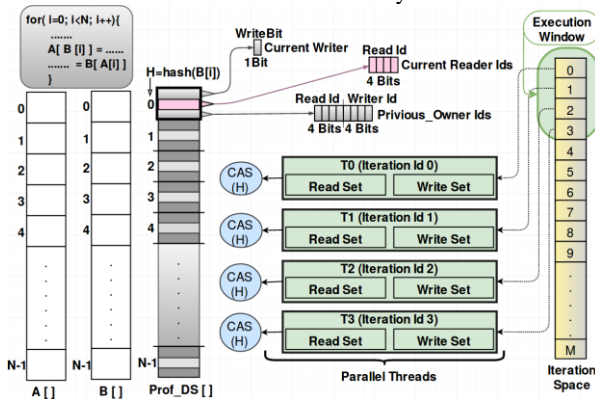 for( i=0; i<N; i++){
.......
A[ B [i] ] = ......
....... = B[ A[i] ]
}
WriteBit
Current Writer
1Bit
H=hash(B[i])
Read Id
Current Reader Ids
4 Bits
Read Id Writer Id
Privious_Owner Ids
4 Bits 4 Bits
Execution
Window
0
1
2
3
4
N-1
A [ ]
0
1
2
3
4
N-1
B [ ]
0
1
2
3
4
N-1
Prof_DS [ ]
CAS
(H)
T0 (Iteration Id 0)
Read Set
Write Set
CAS
(H)
T1 (Iteration Id 1)
Read Set
Write Set
CAS
(H)
T2 (Iteration Id 2)
Read Set
Write Set
CAS
(H)
T3 (Iteration Id 3)
Read Set
Write Set
Parallel Threads
0
1
2
3
4
5
6
7
8
9
M
Iteration
Space